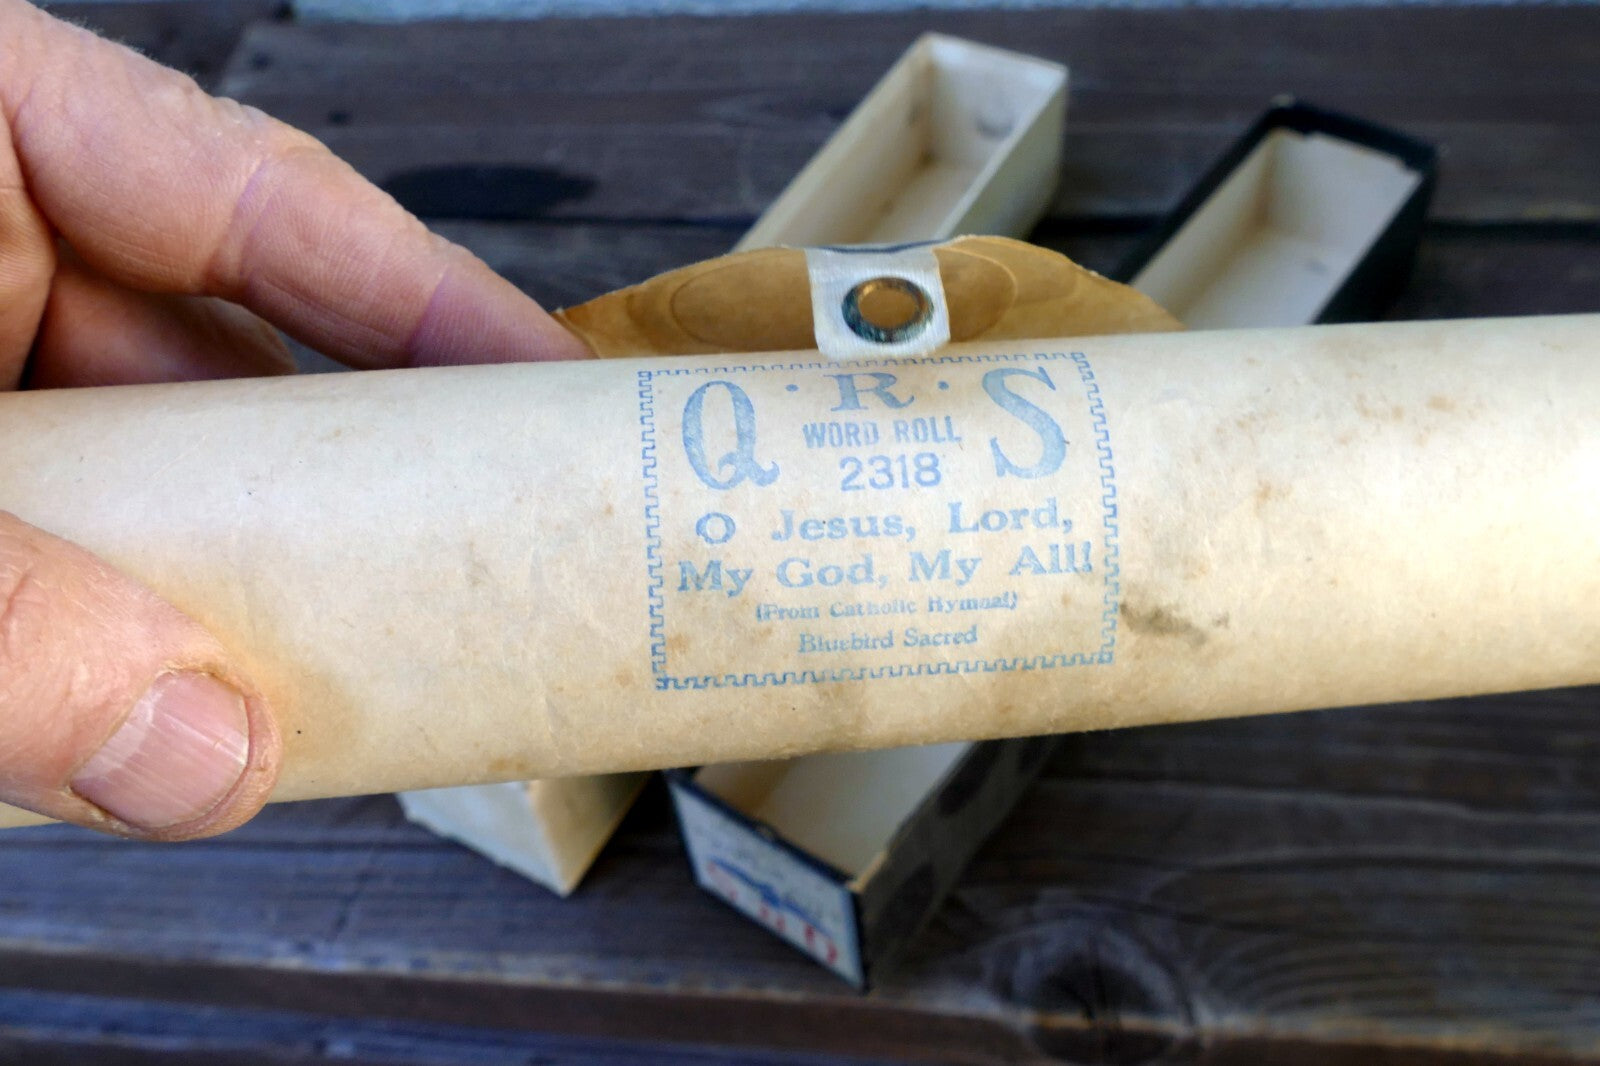 Q · R · S
WORD ROLL
2318
O Jesus, Lord,
My God, My All!
(From Catholic Hymnal)
Bluebird Sacred